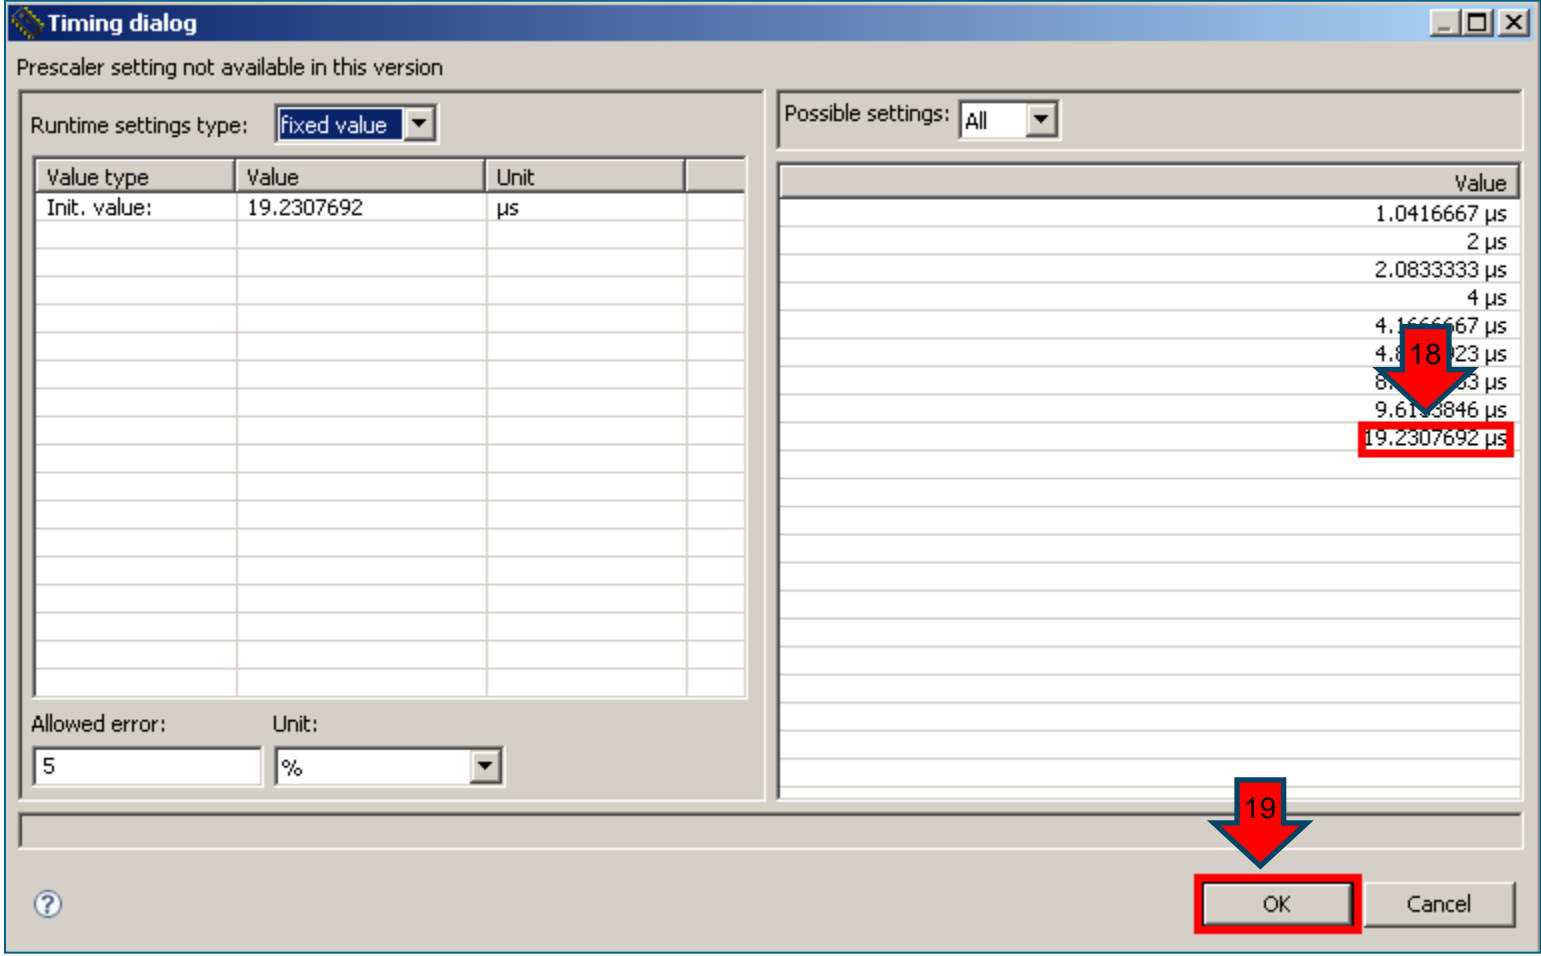 Timing dialog
Prescaler setting not available in this version
Runtime settings type: fixed value
Possible settings: All
Value type Value Unit
Init. value: 19.2307692 µs
Value
1.0416667 µs
2 µs
2.0833333 µs
4 µs
67 µs
18
23 µs
µs
µs
19.2307692 µs
Allowed error: Unit:
5 %
19
OK Cancel